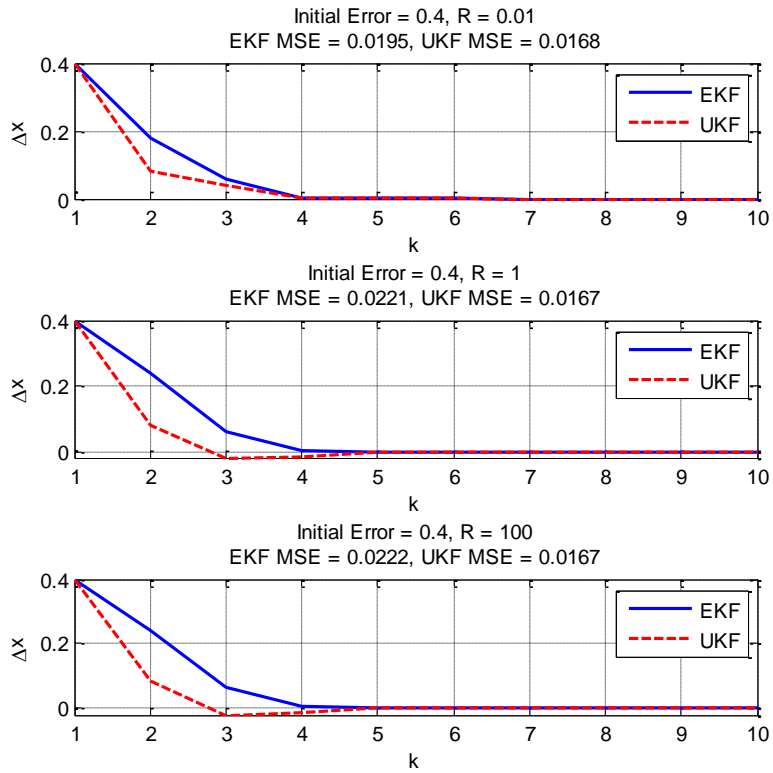 Initial Error = 0.4, R = 0.01
EKF MSE = 0.0195, UKF MSE = 0.0168
0.4
0.2
0
Δx
EKF
UKF
1 2 3 4 5 6 7 8 9 10
k
Initial Error = 0.4, R = 1
EKF MSE = 0.0221, UKF MSE = 0.0167
0.4
0.2
0
Δx
EKF
UKF
1 2 3 4 5 6 7 8 9 10
k
Initial Error = 0.4, R = 100
EKF MSE = 0.0222, UKF MSE = 0.0167
0.4
0.2
0
Δx
EKF
UKF
1 2 3 4 5 6 7 8 9 10
k